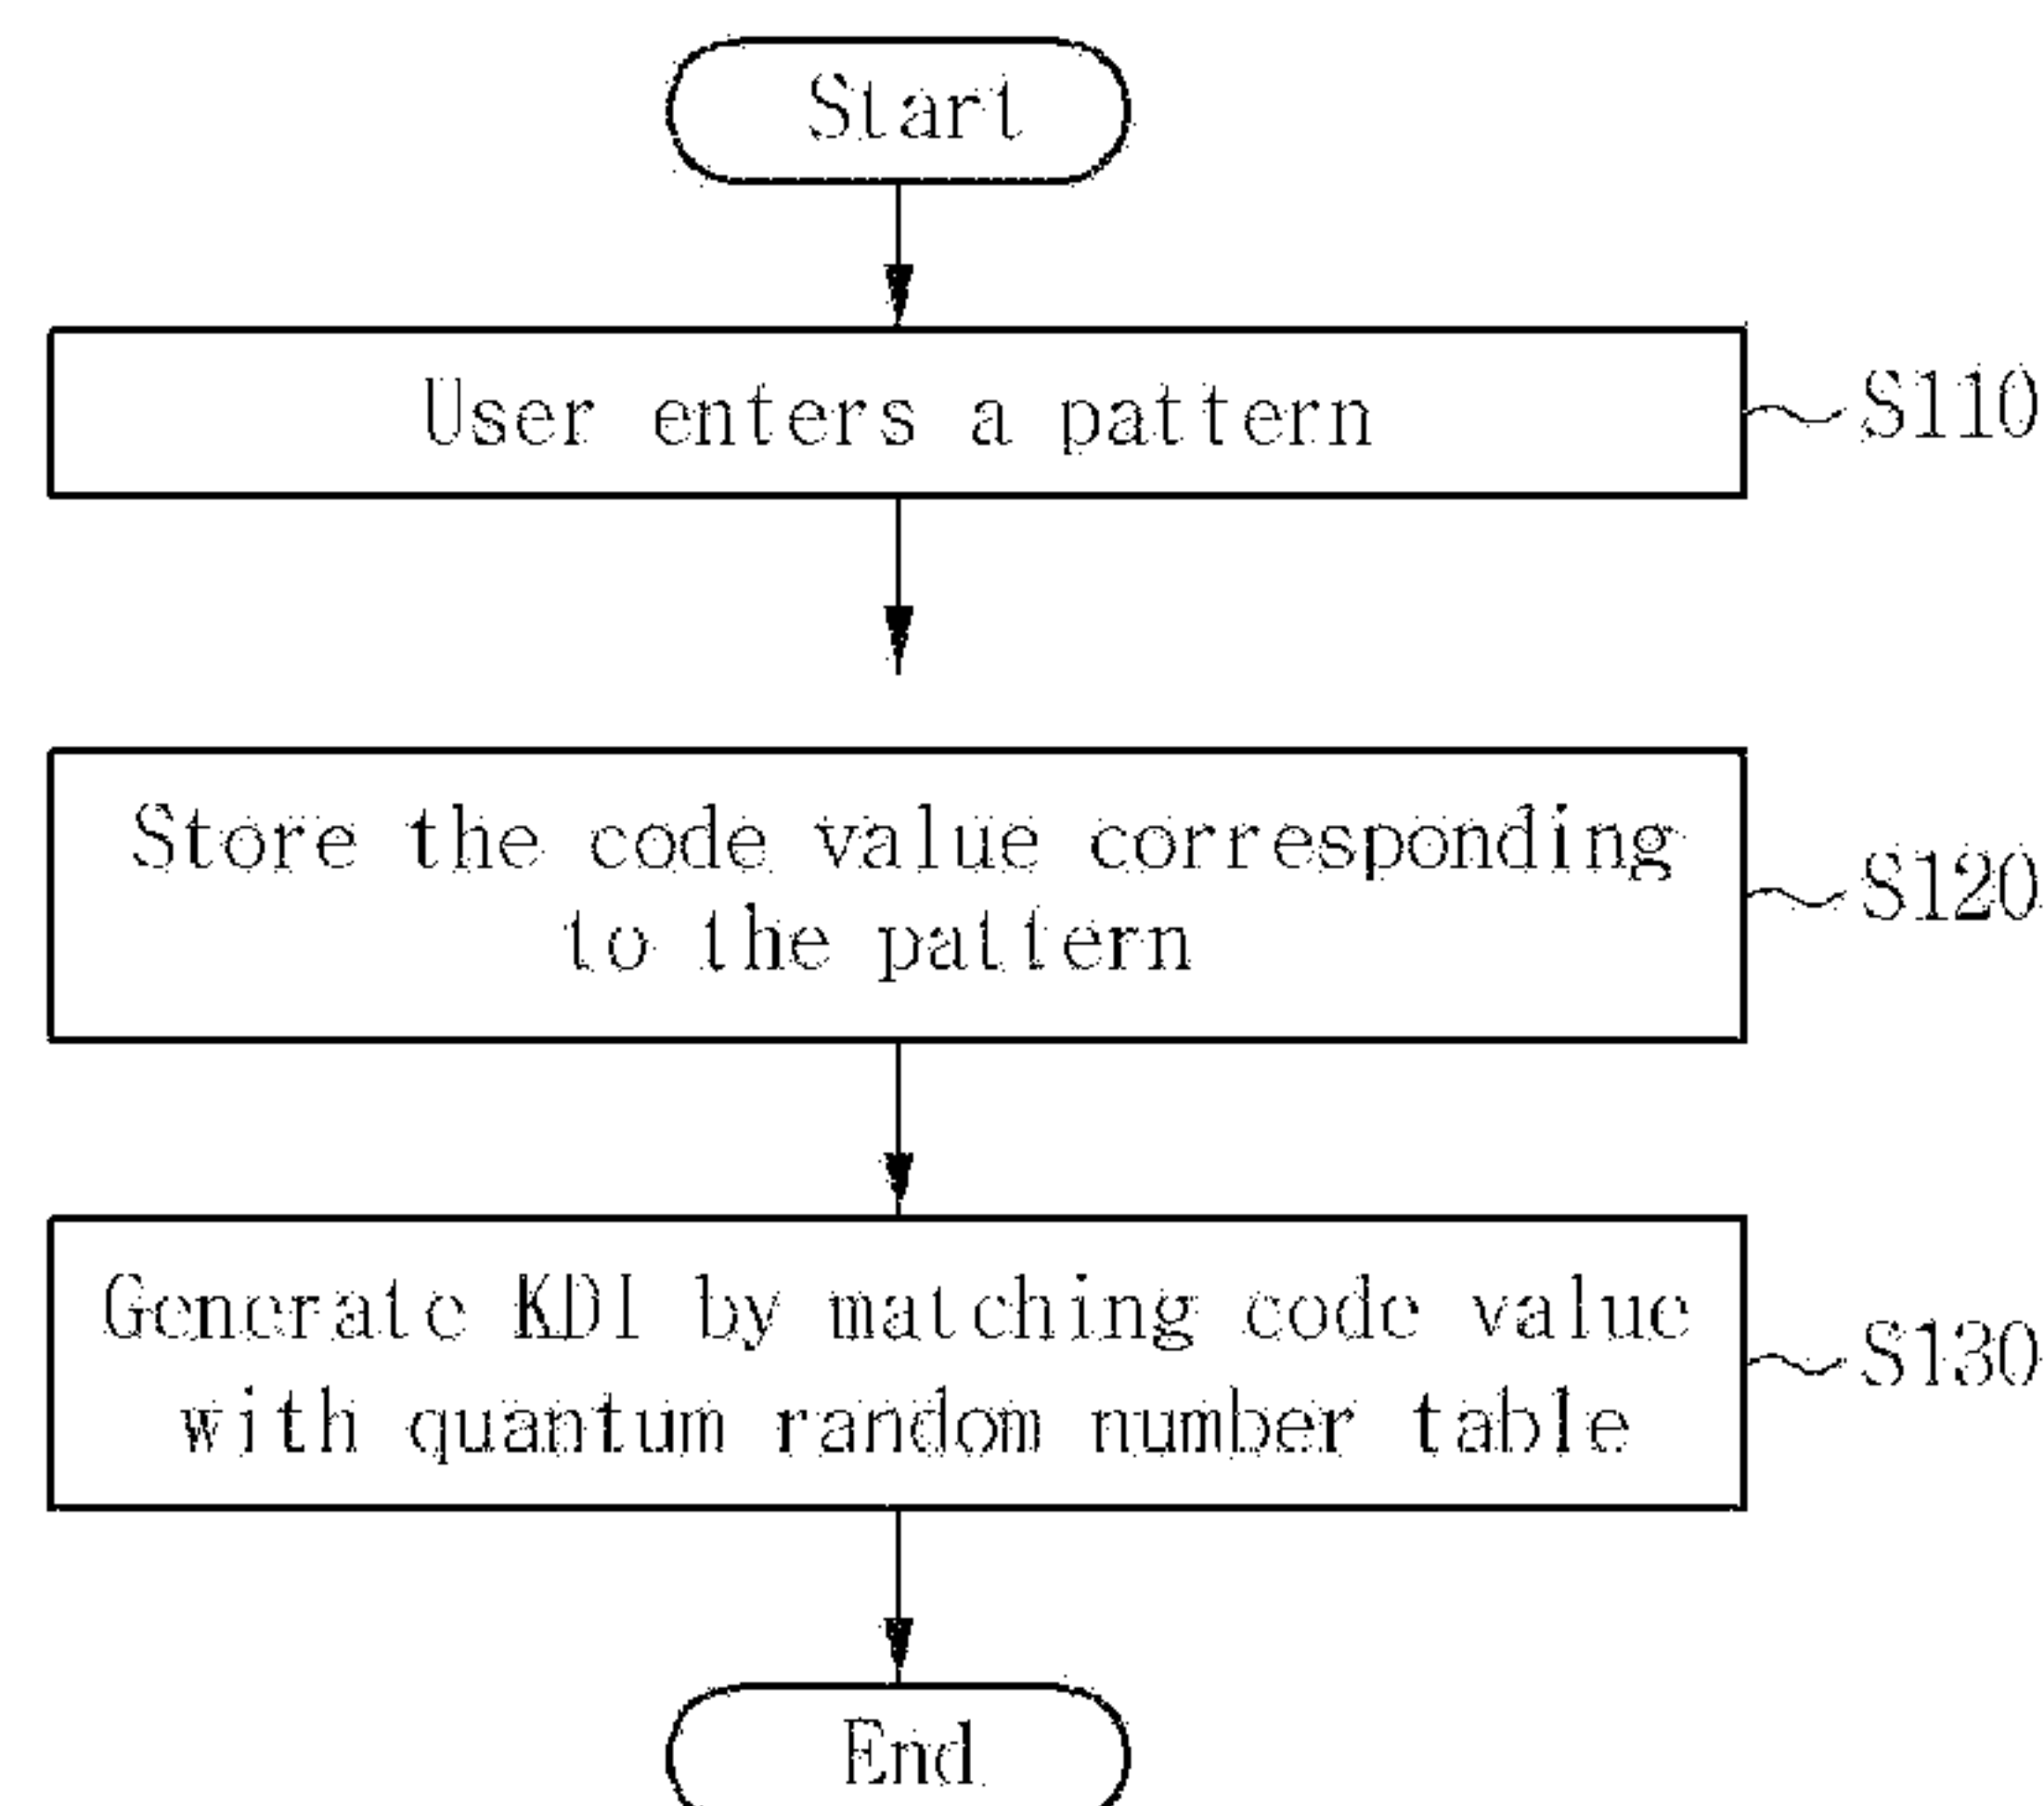 Start
User enters a pattern
S110
Store the code value corresponding
to the pattern
S120
Generate KDI by matching code value
with quantum random number table
S130
End